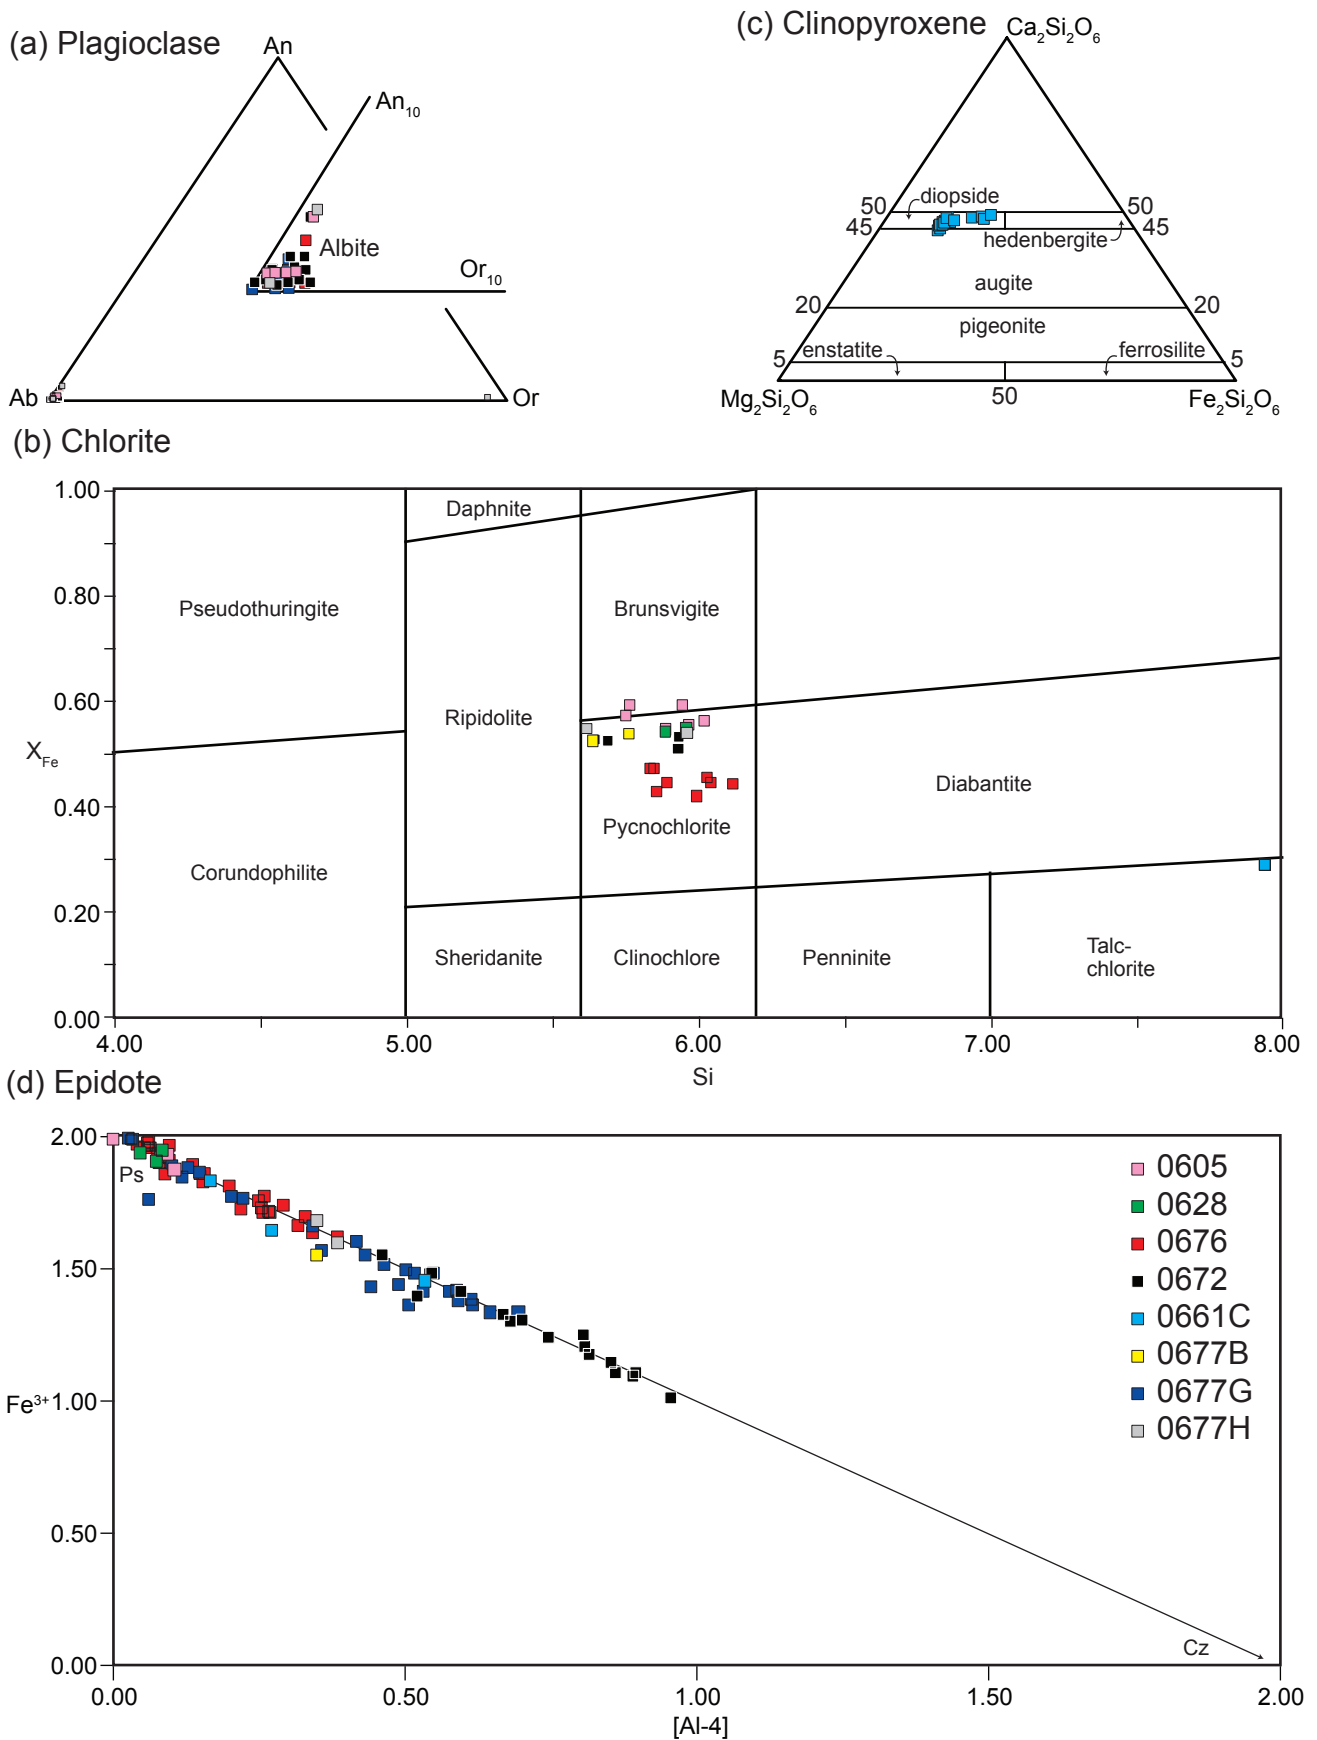 (a) Plagioclase
An
An10
Albite
Or10
Ab
Or
(c) Clinopyroxene
Ca2Si2O6
50
diopside
50
45
45
hedenbergite
augite
20
20
pigeonite
5
enstatite
ferrosilite
5
Mg2Si2O6
50
Fe2Si2O6
(b) Chlorite
1.00
Daphnite
0.80
Pseudothuringite
Brunsvigite
0.60
Ripidolite
XFe
Diabantite
0.40
Pycnochlorite
Corundophilite
0.20
Sheridanite
Clinochlore
Penninite
Talc-
chlorite
0.00
4.00
5.00
6.00
7.00
8.00
Si
(d) Epidote
2.00
Ps
0605
0628
0676
1.50
0672
0661C
0677B
Fe3+
1.00
0677G
0677H
0.50
Cz
0.00
0.00
0.50
1.00
1.50
2.00
[Al-4]